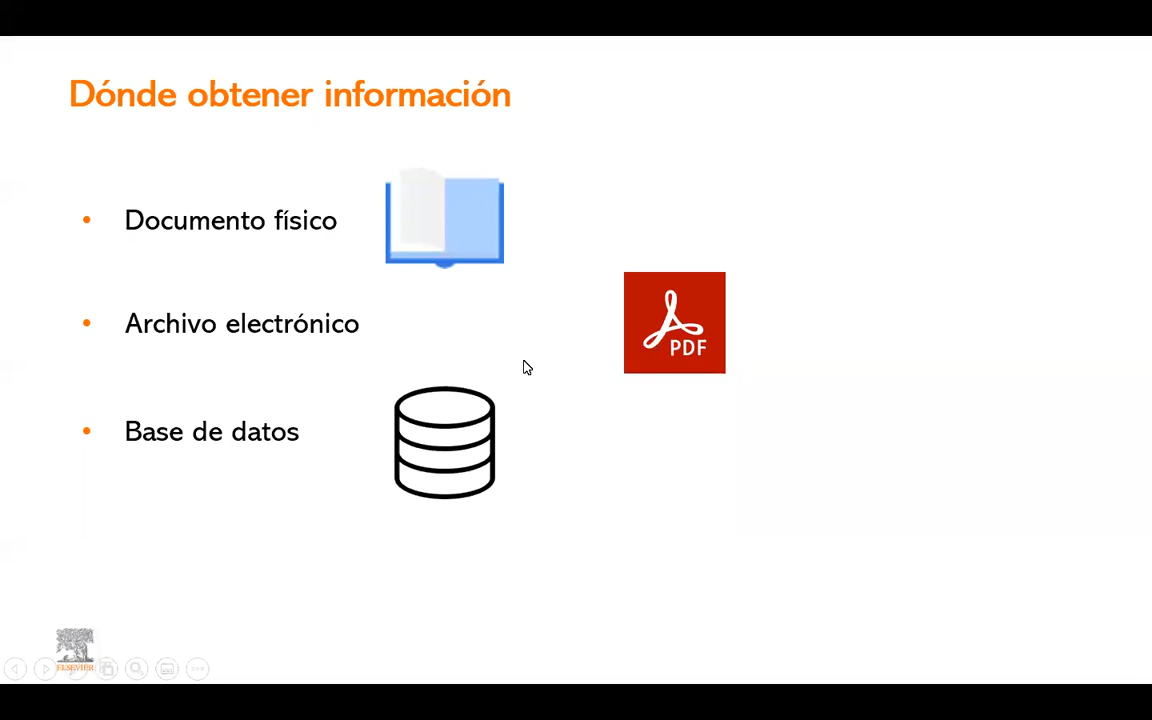 Dónde obtener información
• Documento físico
• Archivo electrónico
PDF
• Base de datos
ELSEVIER